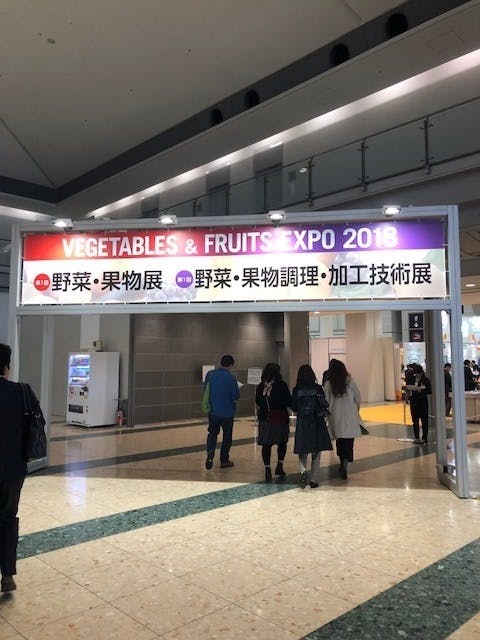 VEGETABLES & FRUITS EXPO 2018
第1回 野菜・果物展 第1回 野菜・果物調理・加工技術展